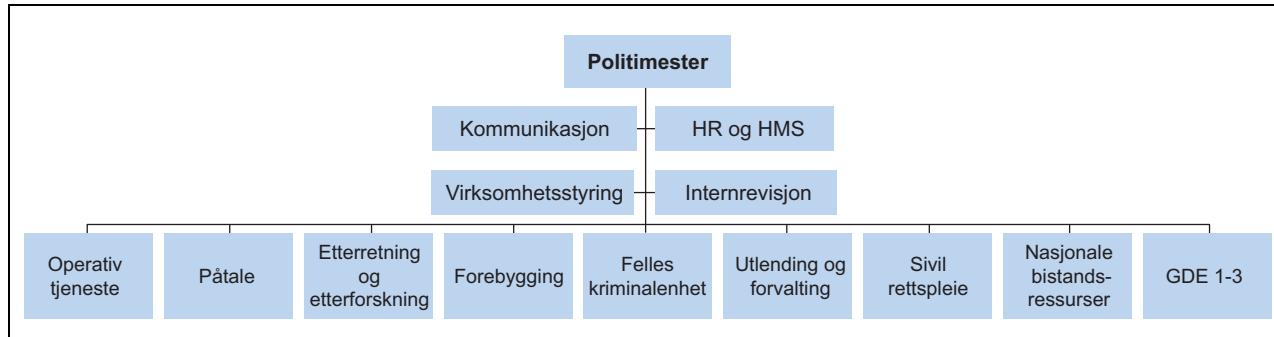 Politimester
Kommunikasjon
HR og HMS
Virksomhetsstyring
Internrevisjon
Operativ
tjeneste
Påtale
Etterretning
og
etterforskning
Forebygging
Felles
kriminalenhet
Utlending og
forvalting
Sivil
rettspleie
Nasjonale
bistands-
ressurser
GDE 1-3